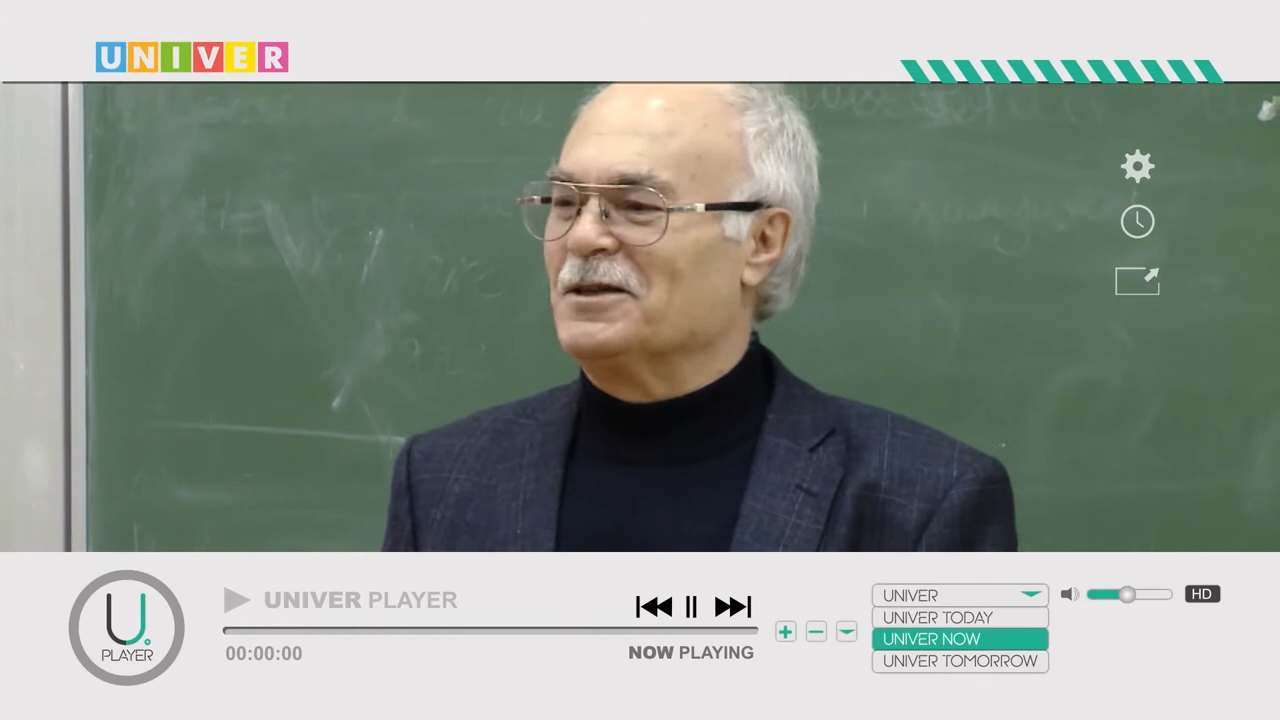 UNIVER
U.
PLAYER
UNIVER PLAYER
00:00:00
NOW PLAYING
UNIVER
UNIVER TODAY
UNIVER NOW
UNIVER TOMORROW
HD